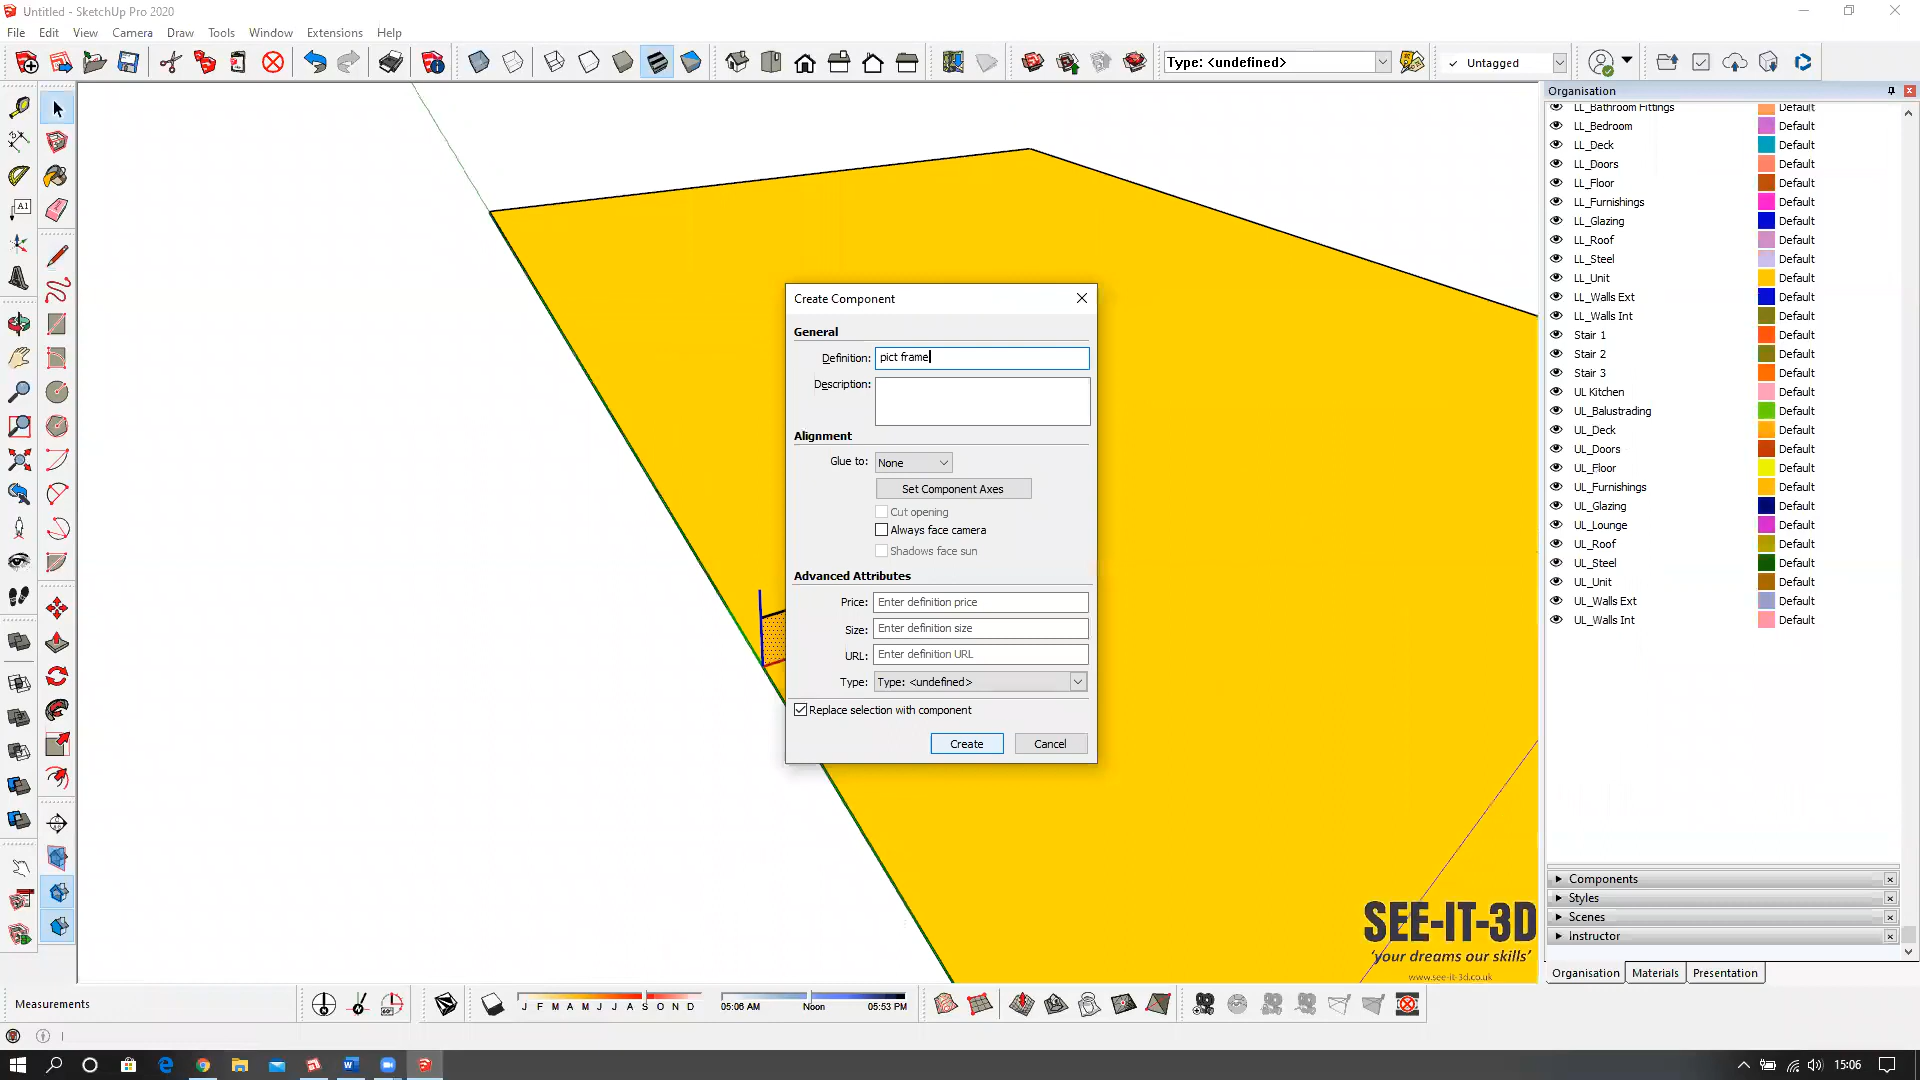 Untitled - SketchUp Pro 2020
File Edit View Camera Draw Tools Window Extensions Help
Type: <undefined>
Untagged
A1
Organisation
LL_Bathroom Fittings Default
LL_Bedroom Default
LL_Deck Default
LL_Doors Default
LL_Floor Default
LL_Furnishings Default
LL_Glazing Default
LL_Roof Default
LL_Steel Default
LL_Unit Default
LL_Walls Ext Default
LL_Walls Int Default
Stair 1 Default
Stair 2 Default
Stair 3 Default
UL Kitchen Default
UL_Balustrading Default
UL_Deck Default
UL_Doors Default
UL_Floor Default
UL_Furnishings Default
UL_Glazing Default
UL_Lounge Default
UL_Roof Default
UL_Steel Default
UL_Unit Default
UL_Walls Ext Default
UL_Walls Int Default
Components
Styles
Scenes
Instructor
Organisation Materials Presentation
Create Component
General
Definition: pict frame
Description:
Alignment
Glue to: None
Set Component Axes
Cut opening
Always face camera
Shadows face sun
Advanced Attributes
Price: Enter definition price
Size: Enter definition size
URL: Enter definition URL
Type: Type: <undefined>
Replace selection with component
Create Cancel
SEE-IT-3D
'your dreams our skills'
www.see-it-3d.co.uk
Measurements
J F M A M J J A S O N D
05:06 AM Noon 05:53 PM
15:06